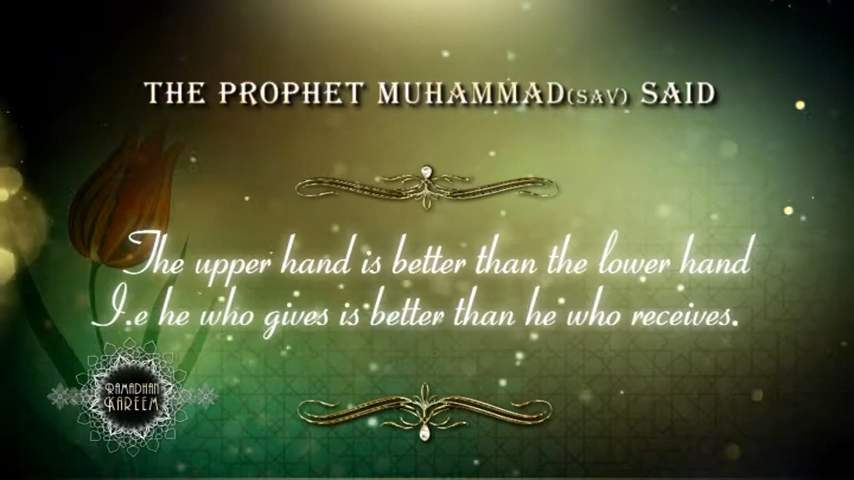 THE PROPHET MUHAMMAD(SAV) SAID
The upper hand is better than the lower hand
I.e he who gives is better than he who receives.
RAMADHAN
KAREEM